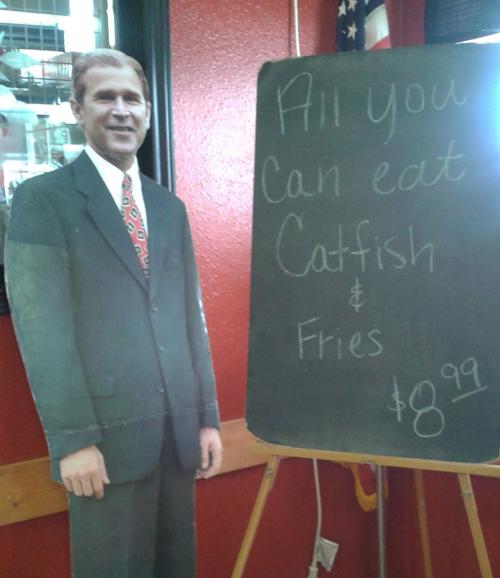 All you
Can eat
Catfish
&
Fries
$8.99